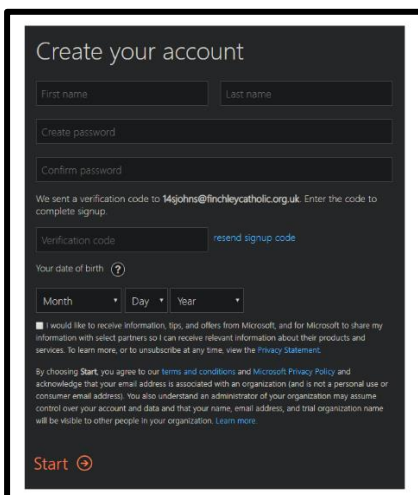 Create your account
First name Last name
Create password
Confirm password
We sent a verification code to 14sjohns@finchleycatholic.org.uk. Enter the code to
complete signup.
Verification code resend signup code
Your date of birth ?
Month Day Year
I would like to receive information, tips, and offers from Microsoft, and for Microsoft to share my
information with select partners so I can receive relevant information about their products and
services. To learn more, or to unsubscribe at any time, view the Privacy Statement.
By choosing Start, you agree to our terms and conditions and Microsoft Privacy Policy and
acknowledge that your email address is associated with an organization (and is not a personal use or
consumer email address). You also understand an administrator of your organization may assume
control over your account and data and that your name, email address, and trial organization name
will be visible to other people in your organization. Learn more.
Start